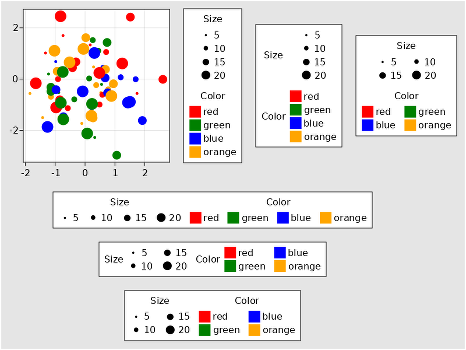 2
0
-2
-2
-1
0
1
2
Size
5
10
15
20
Color
red
green
blue
orange
Size
5
10
15
20
Color
red
green
blue
orange
Size
5 10
15 20
Color
red green
blue orange
Size Color
5 10 15 20 red green blue orange
Size 5 15 Color red blue
10 20 green orange
Size Color
5 15 red blue
10 20 green orange